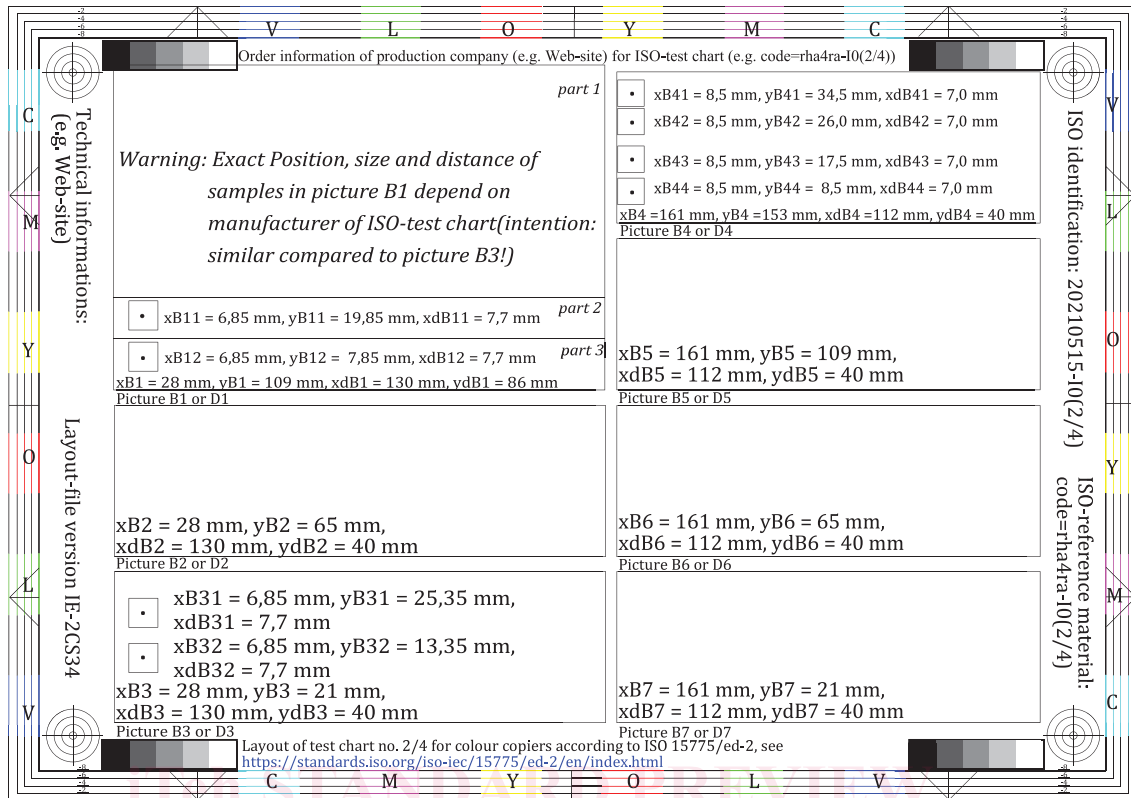 V L O Y M C
Order information of production company (e.g. Web-site) for ISO-test chart (e.g. code=rha4ra-I0(2/4))
part 1
Warning: Exact Position, size and distance of
samples in picture B1 depend on
manufacturer of ISO-test chart(intention:
similar compared to picture B3!)
part 2
xB11 = 6,85 mm, yB11 = 19,85 mm, xdB11 = 7,7 mm
part 3
xB12 = 6,85 mm, yB12 = 7,85 mm, xdB12 = 7,7 mm
xB1 = 28 mm, yB1 = 109 mm, xdB1 = 130 mm, ydB1 = 86 mm
Picture B1 or D1
xB2 = 28 mm, yB2 = 65 mm,
xdB2 = 130 mm, ydB2 = 40 mm
Picture B2 or D2
xB31 = 6,85 mm, yB31 = 25,35 mm,
xdB31 = 7,7 mm
xB32 = 6,85 mm, yB32 = 13,35 mm,
xdB32 = 7,7 mm
xB3 = 28 mm, yB3 = 21 mm,
xdB3 = 130 mm, ydB3 = 40 mm
Picture B3 or D3
xB41 = 8,5 mm, yB41 = 34,5 mm, xdB41 = 7,0 mm
xB42 = 8,5 mm, yB42 = 26,0 mm, xdB42 = 7,0 mm
xB43 = 8,5 mm, yB43 = 17,5 mm, xdB43 = 7,0 mm
xB44 = 8,5 mm, yB44 = 8,5 mm, xdB44 = 7,0 mm
xB4 =161 mm, yB4 =153 mm, xdB4 =112 mm, ydB4 = 40 mm
Picture B4 or D4
xB5 = 161 mm, yB5 = 109 mm,
xdB5 = 112 mm, ydB5 = 40 mm
Picture B5 or D5
xB6 = 161 mm, yB6 = 65 mm,
xdB6 = 112 mm, ydB6 = 40 mm
Picture B6 or D6
xB7 = 161 mm, yB7 = 21 mm,
xdB7 = 112 mm, ydB7 = 40 mm
Picture B7 or D7
Layout of test chart no. 2/4 for colour copiers according to ISO 15775/ed-2, see
https://standards.iso.org/iso-iec/15775/ed-2/en/index.html
C M Y O L V
C
M
Y
O
L
V
Technical informations:
(e.g. Web-site)
Layout-file version IE-2CS34
ISO identification: 20210515-I0(2/4)
ISO-reference material:
code=rha4ra-I0(2/4)
V
L
O
Y
M
C
iTeh STANDARD PREVIEW